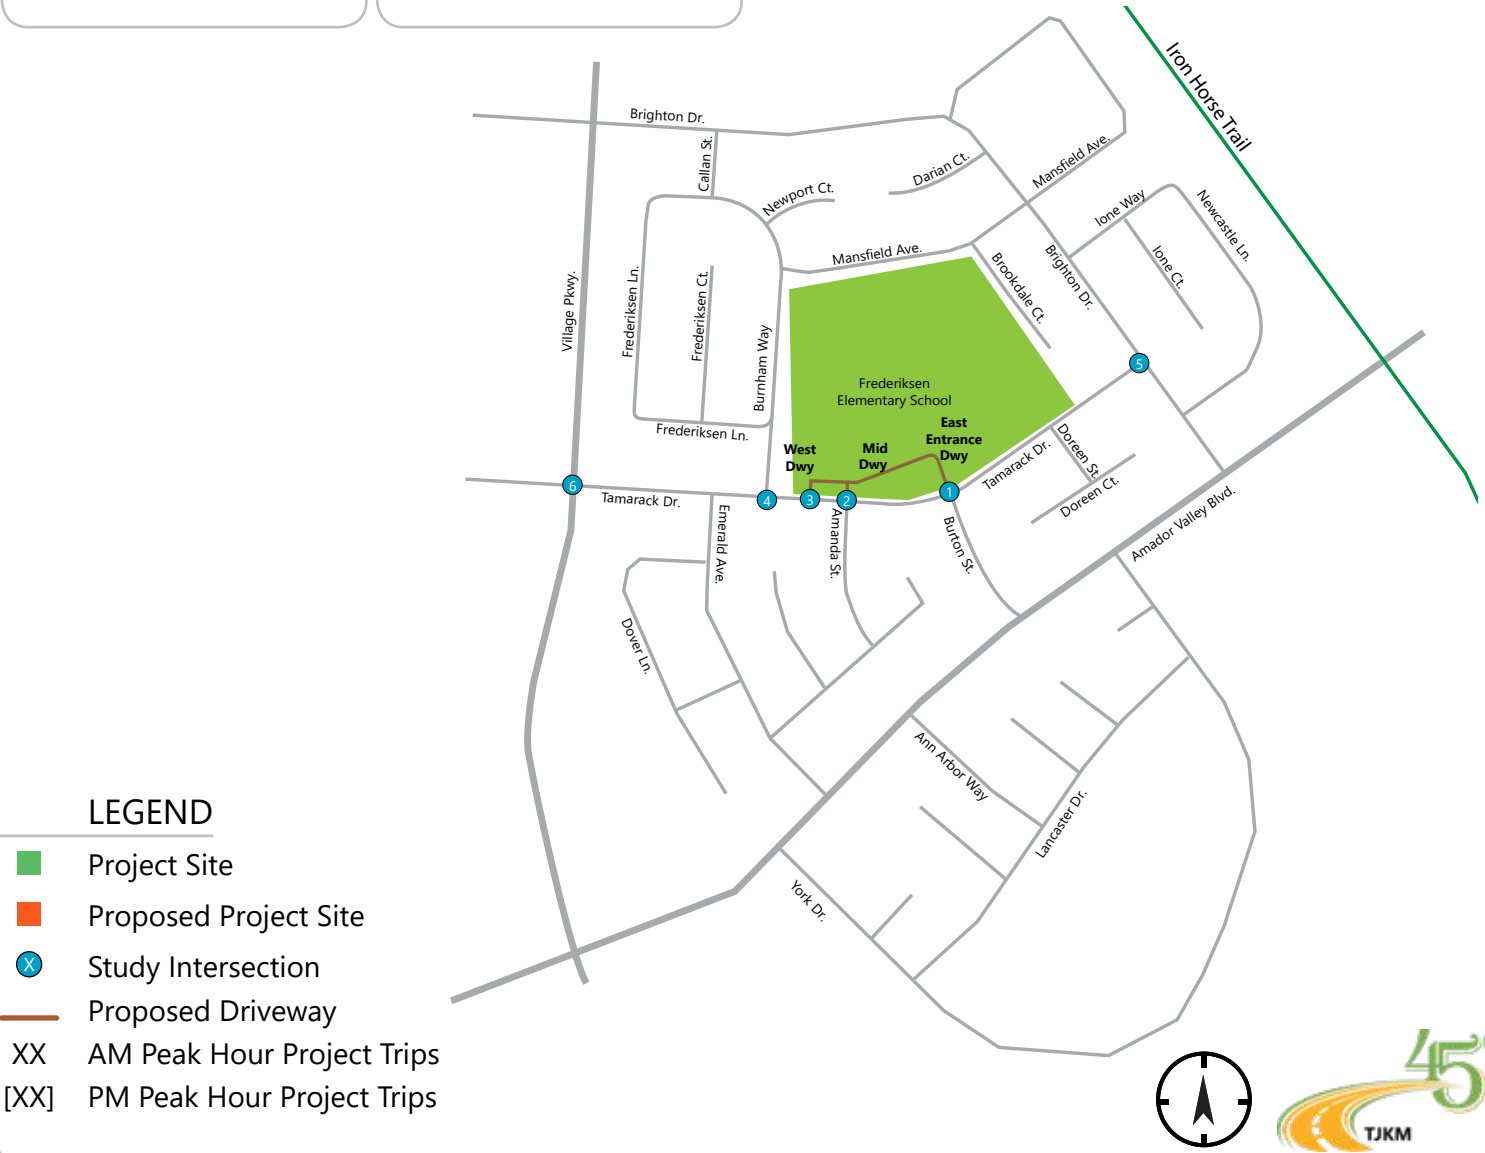 Iron Horse Trail
Brighton Dr.
Callan St.
Darian Ct.
Mansfield Ave.
Newport Ct.
Ione Way
Newcastle Ln.
Mansfield Ave.
Brookdale Ct.
Brighton Dr.
Ione Ct.
Village Pkwy.
Frederiksen Ln.
Frederiksen Ct.
Burnham Way
5
Frederiksen
Elementary School
Frederiksen Ln.
West
Dwy
Mid
Dwy
East
Entrance
Dwy
Tamarack Dr.
Doreen St.
Doreen Ct.
6
Tamarack Dr.
4
3
2
1
Emerald Ave.
Amanda St.
Burton St.
Amador Valley Blvd.
Dover Ln.
Ann Arbor Way
Lancaster Dr.
York Dr.
LEGEND
Project Site
Proposed Project Site
X Study Intersection
Proposed Driveway
XX AM Peak Hour Project Trips
[XX] PM Peak Hour Project Trips
45
TJKM